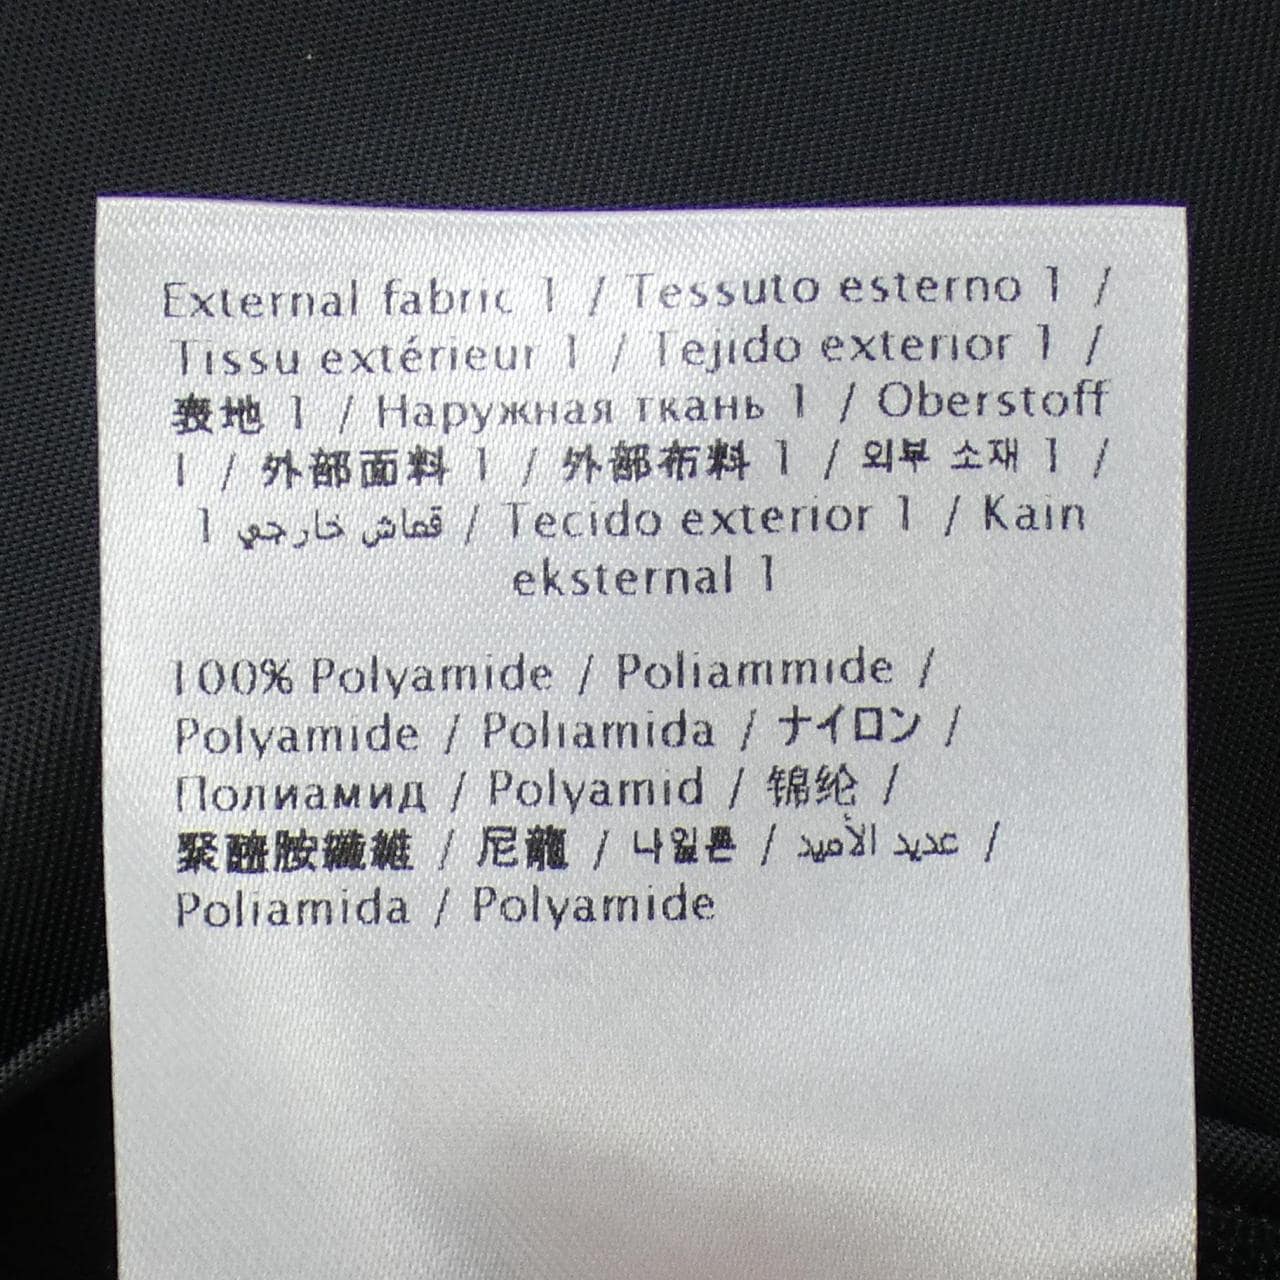 External fabric 1 / Tessuto esterno 1 /
Tissu extérieur 1 / Tejido exterior 1 /
表地 1 / Наружная ткань 1 / Oberstoff
1 / 外部面料 1 / 外部布料 1 / 외부 소재 1 /
قماش خارجي 1 / Tecido exterior 1 / Kain
eksternal 1
100% Polyamide / Poliammide /
Polyamide / Poliamida / ナイロン /
Полиамид / Polyamid / 锦纶 /
聚醯胺纖維 / 尼龍 / 나일론 / عديد الأميد /
Poliamida / Polyamide